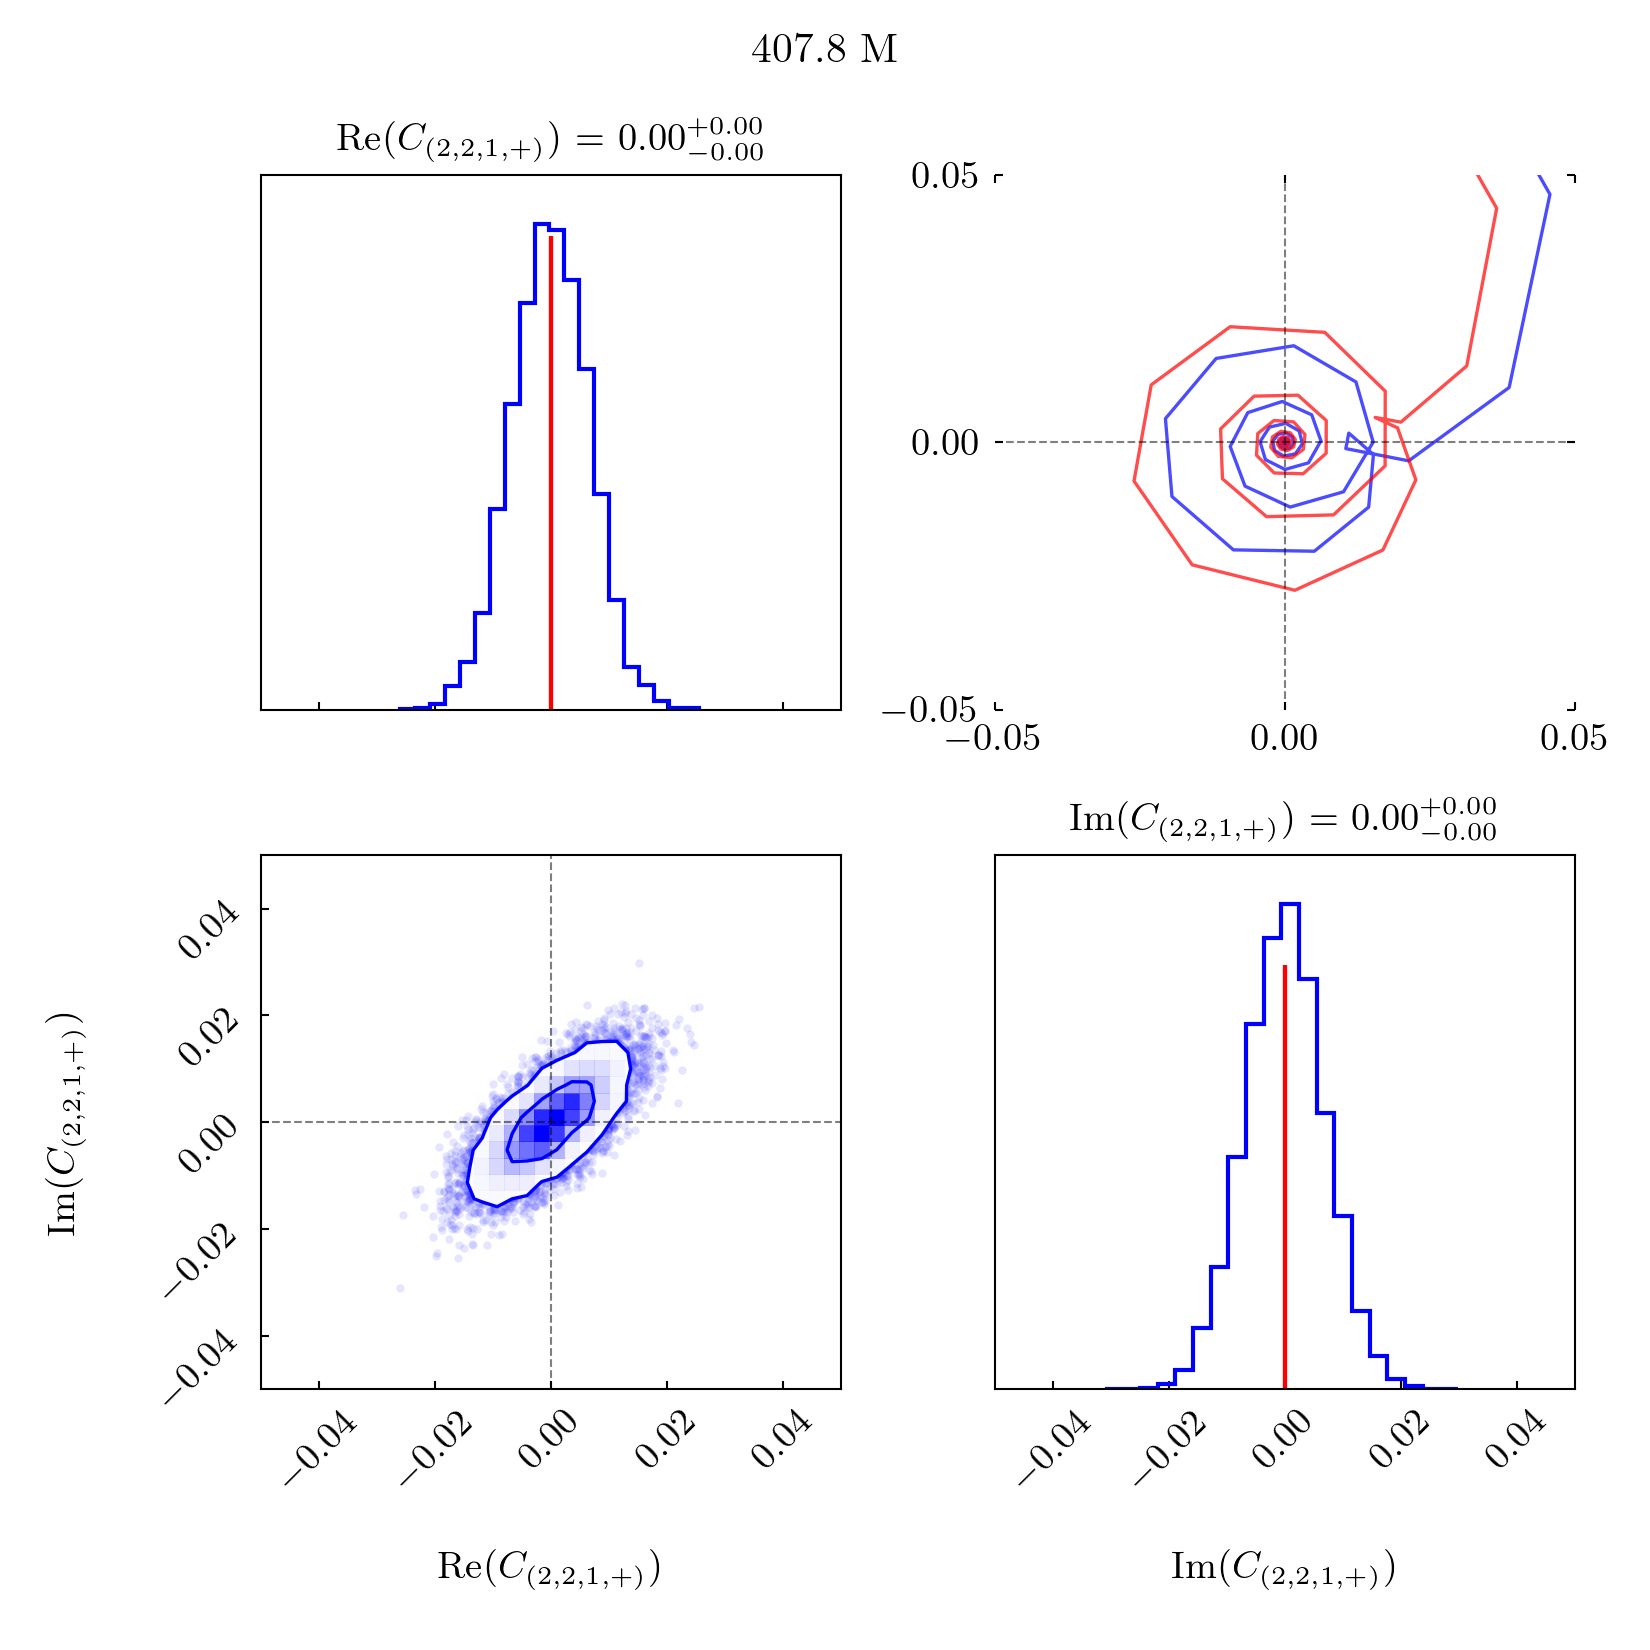 407.8 M
Re(C₍₂,₂,₁,₊₎) = 0.00⁺⁰·⁰⁰₋₀.₀₀
0.05
0.00
−0.05
−0.05 0.00 0.05
Im(C₍₂,₂,₁,₊₎) = 0.00⁺⁰·⁰⁰₋₀.₀₀
Im(C₍₂,₂,₁,₊₎)
0.04
0.02
0.00
−0.02
−0.04
−0.04 −0.02 0.00 0.02 0.04
−0.04 −0.02 0.00 0.02 0.04
Re(C₍₂,₂,₁,₊₎)
Im(C₍₂,₂,₁,₊₎)